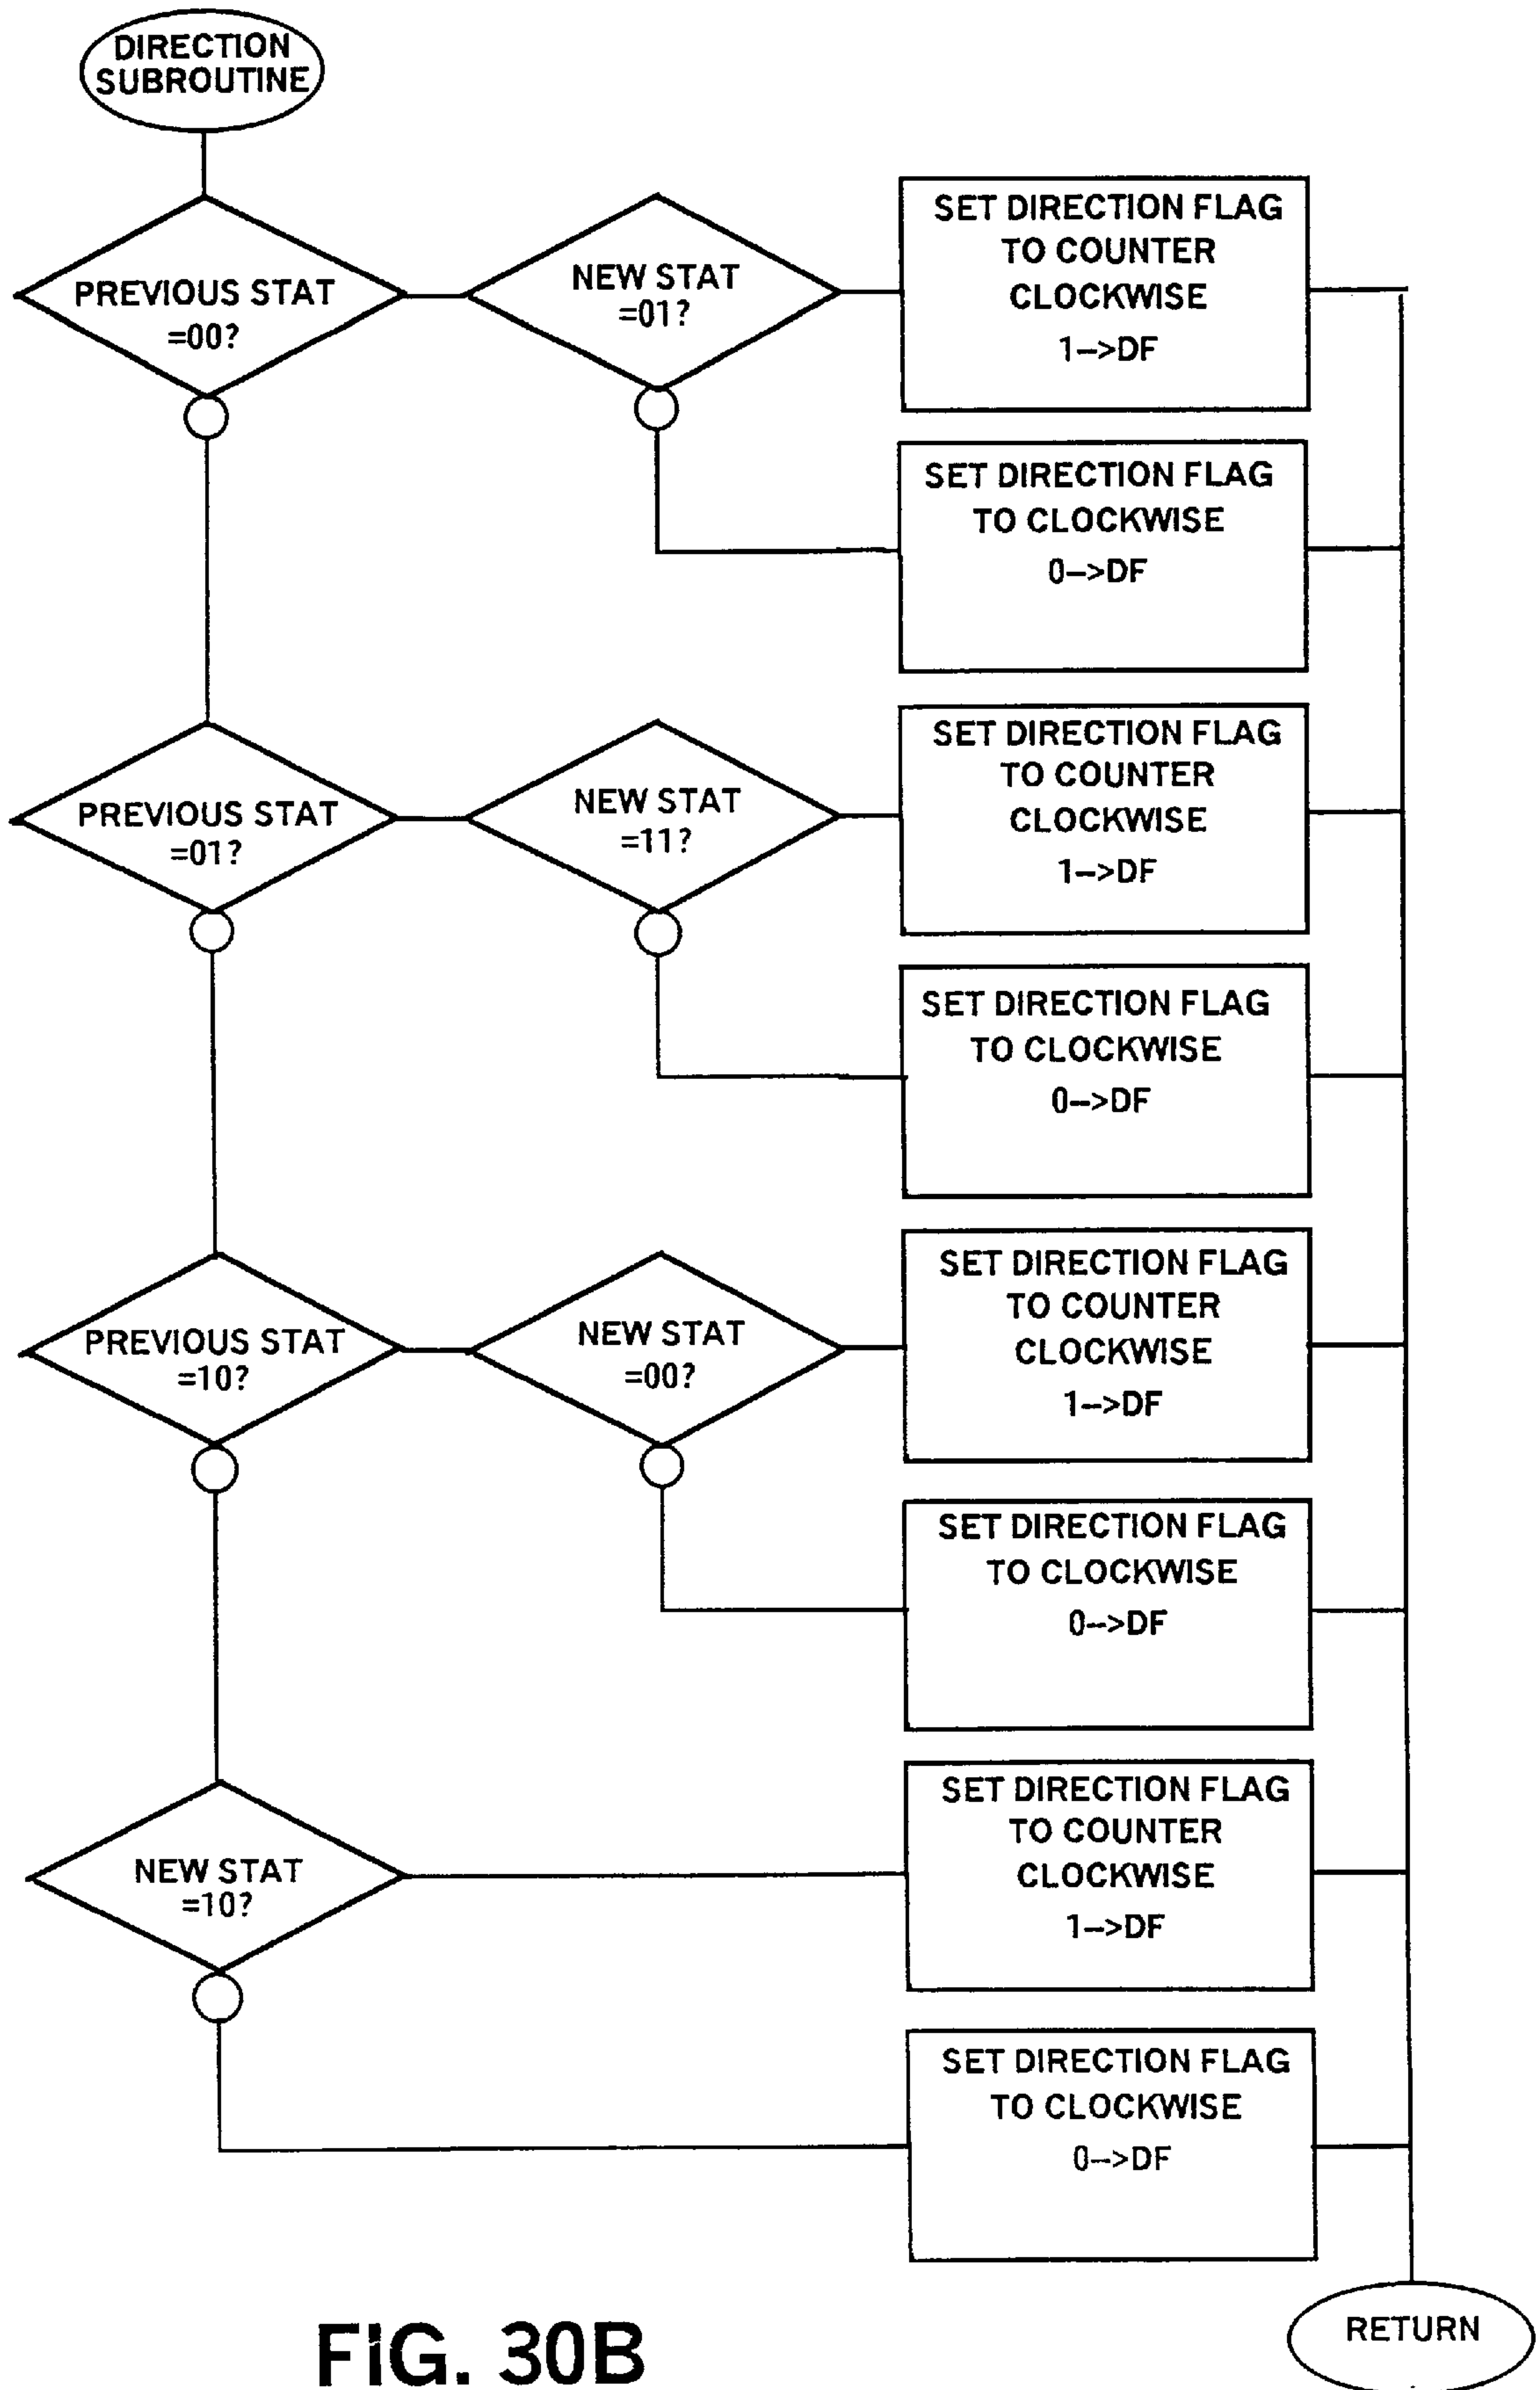 DIRECTION
SUBROUTINE
PREVIOUS STAT
=00?
NEW STAT
=01?
SET DIRECTION FLAG
TO COUNTER
CLOCKWISE
1-->DF
SET DIRECTION FLAG
TO CLOCKWISE
0-->DF
PREVIOUS STAT
=01?
NEW STAT
=11?
SET DIRECTION FLAG
TO COUNTER
CLOCKWISE
1-->DF
SET DIRECTION FLAG
TO CLOCKWISE
0-->DF
PREVIOUS STAT
=10?
NEW STAT
=00?
SET DIRECTION FLAG
TO COUNTER
CLOCKWISE
1-->DF
SET DIRECTION FLAG
TO CLOCKWISE
0-->DF
NEW STAT
=10?
SET DIRECTION FLAG
TO COUNTER
CLOCKWISE
1-->DF
SET DIRECTION FLAG
TO CLOCKWISE
0-->DF
RETURN
FIG. 30B